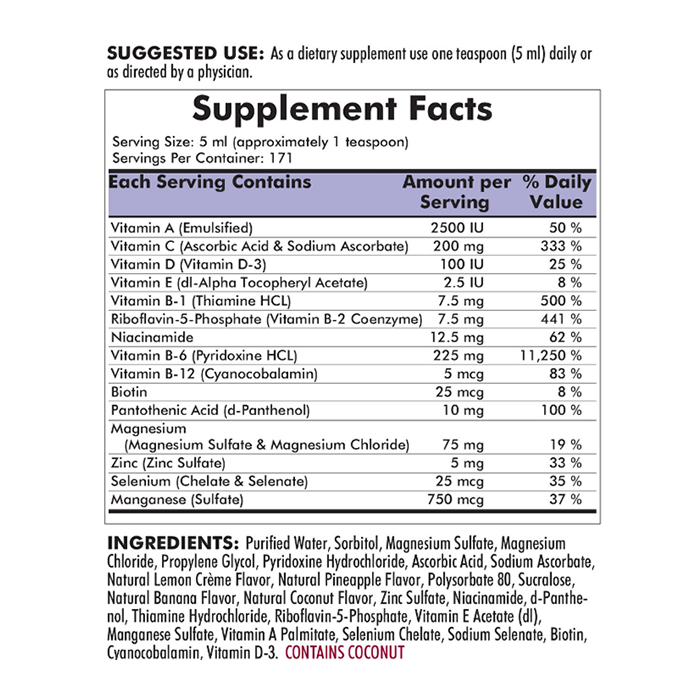 SUGGESTED USE: As a dietary supplement use one teaspoon (5 ml) daily or
as directed by a physician.
Supplement Facts
Serving Size: 5 ml (approximately 1 teaspoon)
Servings Per Container: 171
Each Serving Contains Amount per % Daily
Serving Value
Vitamin A (Emulsified) 2500 IU 50 %
Vitamin C (Ascorbic Acid & Sodium Ascorbate) 200 mg 333 %
Vitamin D (Vitamin D-3) 100 IU 25 %
Vitamin E (dl-Alpha Tocopheryl Acetate) 2.5 IU 8 %
Vitamin B-1 (Thiamine HCL) 7.5 mg 500 %
Riboflavin-5-Phosphate (Vitamin B-2 Coenzyme) 7.5 mg 441 %
Niacinamide 12.5 mg 62 %
Vitamin B-6 (Pyridoxine HCL) 225 mg 11,250 %
Vitamin B-12 (Cyanocobalamin) 5 mcg 83 %
Biotin 25 mcg 8 %
Pantothenic Acid (d-Panthenol) 10 mg 100 %
Magnesium
(Magnesium Sulfate & Magnesium Chloride) 75 mg 19 %
Zinc (Zinc Sulfate) 5 mg 33 %
Selenium (Chelate & Selenate) 25 mcg 35 %
Manganese (Sulfate) 750 mcg 37 %
INGREDIENTS: Purified Water, Sorbitol, Magnesium Sulfate, Magnesium
Chloride, Propylene Glycol, Pyridoxine Hydrochloride, Ascorbic Acid, Sodium Ascorbate,
Natural Lemon Crème Flavor, Natural Pineapple Flavor, Polysorbate 80, Sucralose,
Natural Banana Flavor, Natural Coconut Flavor, Zinc Sulfate, Niacinamide, d-Panthe-
nol, Thiamine Hydrochloride, Riboflavin-5-Phosphate, Vitamin E Acetate (dl),
Manganese Sulfate, Vitamin A Palmitate, Selenium Chelate, Sodium Selenate, Biotin,
Cyanocobalamin, Vitamin D-3. CONTAINS COCONUT